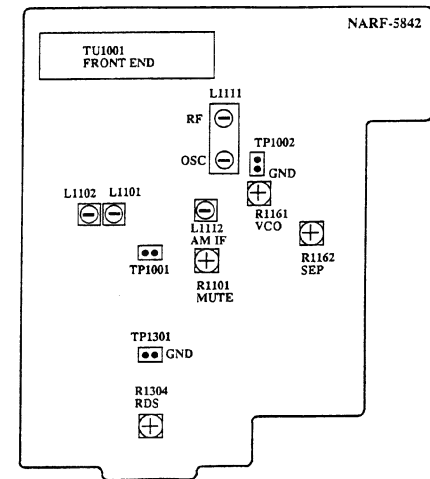 NARF-5842
TU1001
FRONT END
L1111
RF
OSC
TP1002
GND
L1102
L1101
R1161
VCO
L1112
AM IF
R1162
SEP
TP1001
R1101
MUTE
TP1301
GND
R1304
RDS